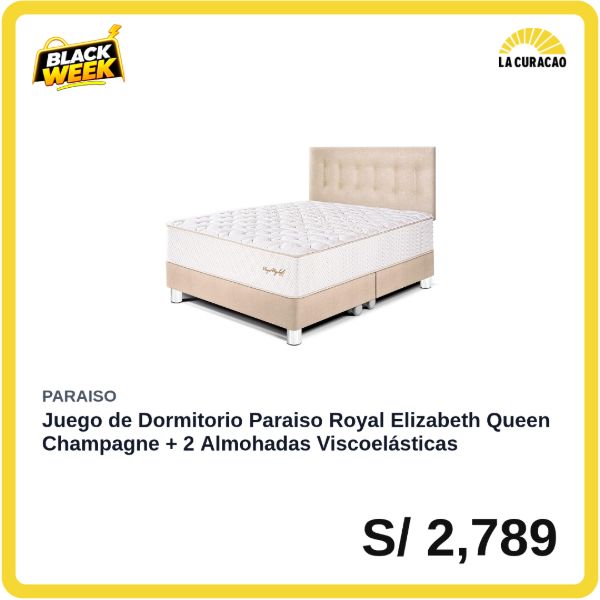 BLACK
WEEK
LA CURACAO
PARAISO
Juego de Dormitorio Paraiso Royal Elizabeth Queen
Champagne + 2 Almohadas Viscoelásticas
S/ 2,789